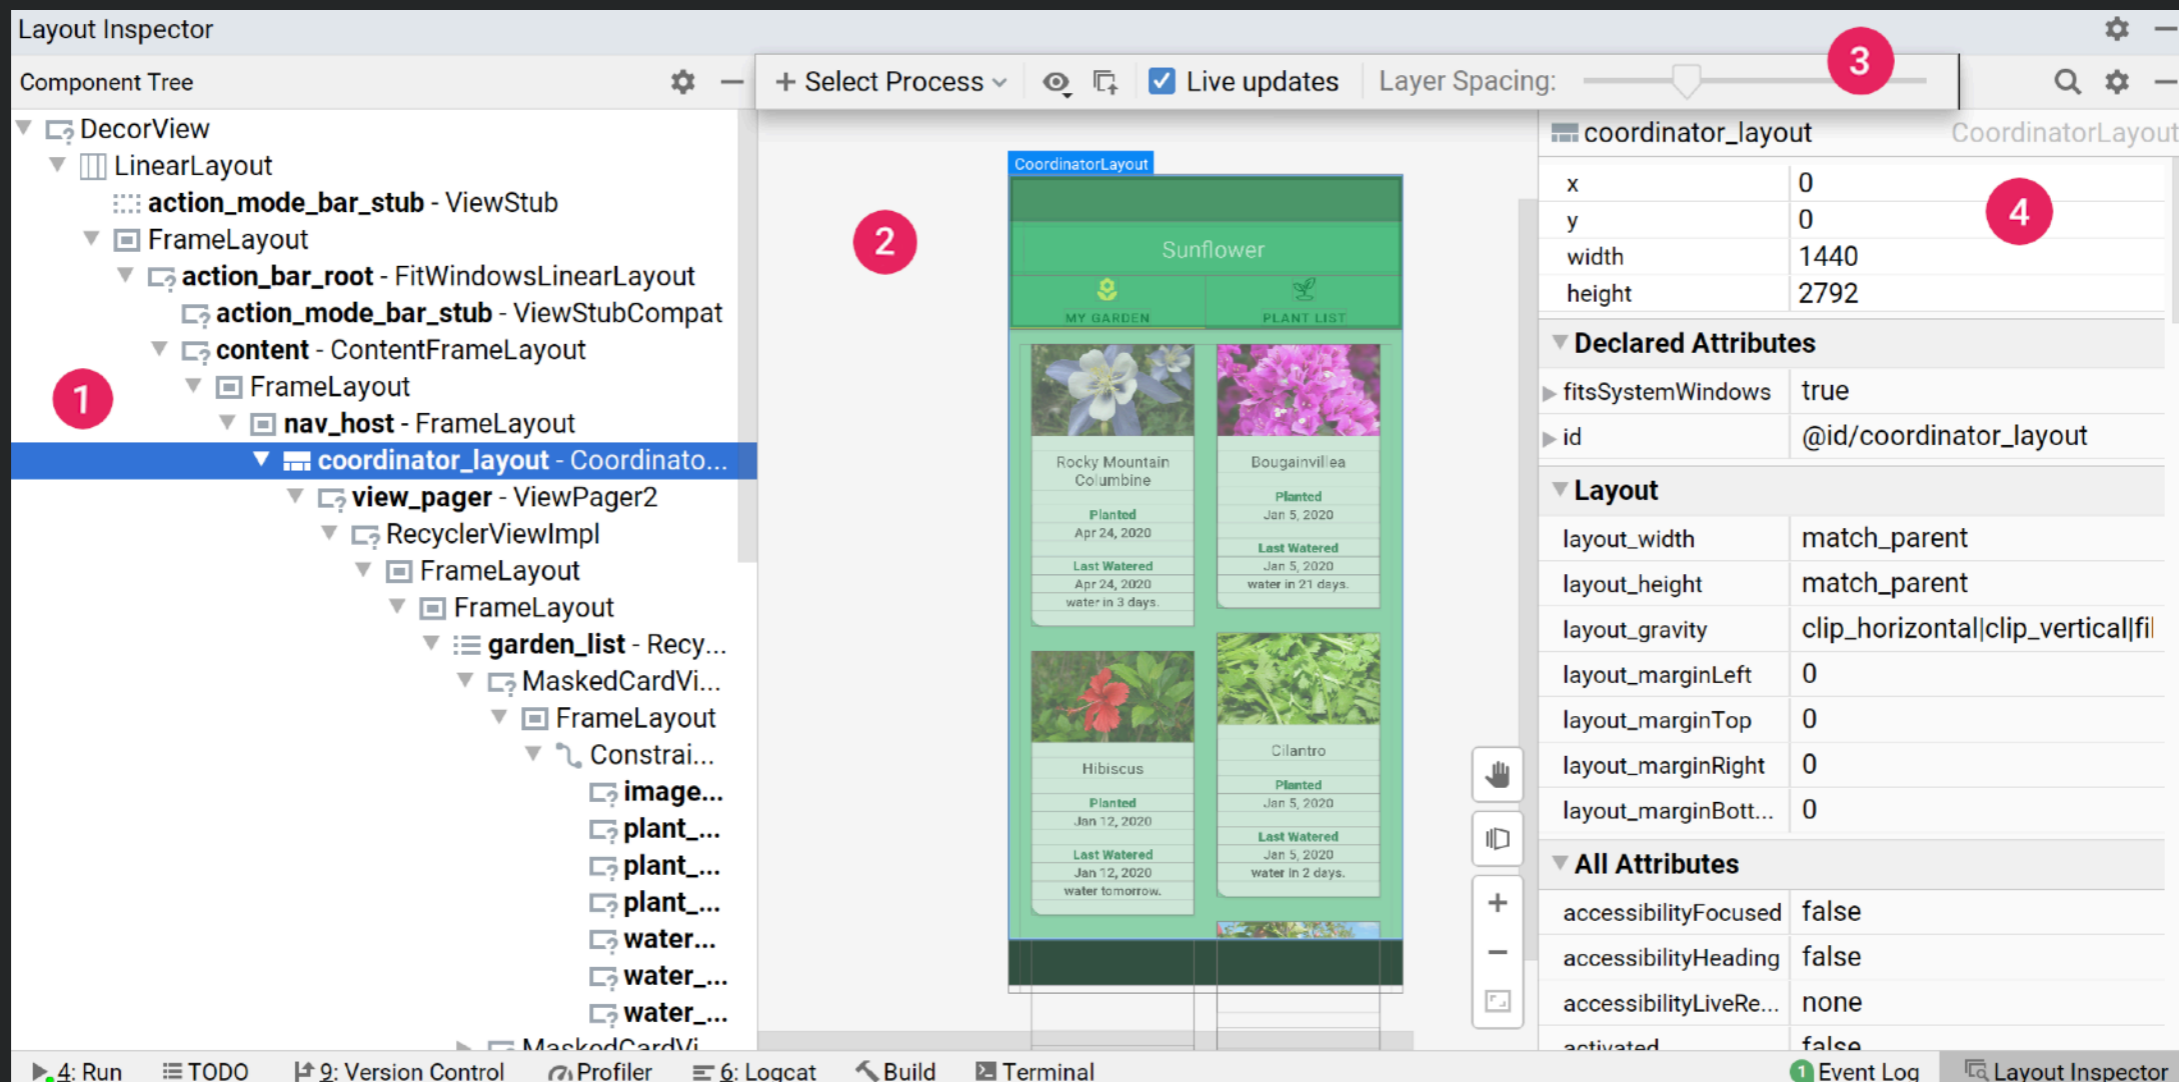 Layout Inspector
Component Tree
Select Process
Live updates
Layer Spacing:
3
DecorView
LinearLayout
action_mode_bar_stub - ViewStub
FrameLayout
action_bar_root - FitWindowsLinearLayout
action_mode_bar_stub - ViewStubCompat
content - ContentFrameLayout
FrameLayout
1
nav_host - FrameLayout
coordinator_layout - Coordinato...
view_pager - ViewPager2
RecyclerViewImpl
FrameLayout
FrameLayout
garden_list - Recy...
MaskedCardVi...
FrameLayout
Constrai...
image...
plant_...
plant_...
plant_...
water...
water_...
water_...
MaskedCardVi
2
CoordinatorLayout
Sunflower
MY GARDEN
PLANT LIST
Rocky Mountain
Columbine
Planted
Apr 24, 2020
Last Watered
Apr 24, 2020
water in 3 days.
Bougainvillea
Planted
Jan 5, 2020
Last Watered
Jan 5, 2020
water in 21 days.
Hibiscus
Planted
Jan 12, 2020
Last Watered
Jan 12, 2020
water tomorrow.
Cilantro
Planted
Jan 5, 2020
Last Watered
Jan 5, 2020
water in 2 days.
coordinator_layout CoordinatorLayout
x 0
y 0
4
width 1440
height 2792
Declared Attributes
fitsSystemWindows true
id @id/coordinator_layout
Layout
layout_width match_parent
layout_height match_parent
layout_gravity clip_horizontal|clip_vertical|fil
layout_marginLeft 0
layout_marginTop 0
layout_marginRight 0
layout_marginBott... 0
All Attributes
accessibilityFocused false
accessibilityHeading false
accessibilityLiveRe... none
activated false
4: Run
TODO
9: Version Control
Profiler
6: Logcat
Build
Terminal
1 Event Log
Layout Inspector